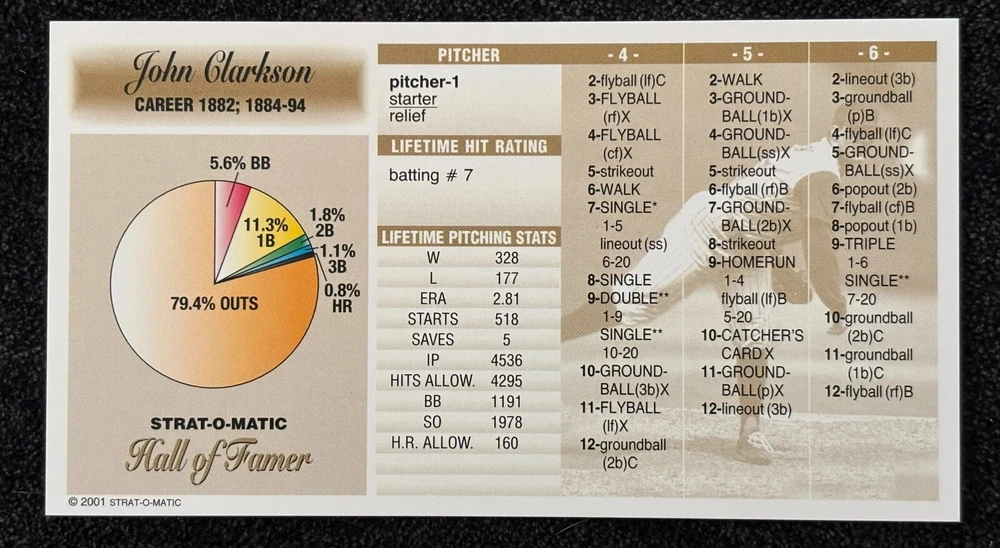 John Clarkson
CAREER 1882; 1884-94
5.6% BB
11.3%
1B
1.8%
2B
1.1%
3B
0.8%
HR
79.4% OUTS
STRAT-O-MATIC
Hall of Famer
© 2001 STRAT-O-MATIC
PITCHER
pitcher-1
starter
relief
LIFETIME HIT RATING
batting # 7
LIFETIME PITCHING STATS
W 328
L 177
ERA 2.81
STARTS 518
SAVES 5
IP 4536
HITS ALLOW. 4295
BB 1191
SO 1978
H.R. ALLOW. 160
- 4 -
2-flyball (lf)C
3-FLYBALL
(rf)X
4-FLYBALL
(cf)X
5-strikeout
6-WALK
7-SINGLE*
1-5
lineout (ss)
6-20
8-SINGLE
9-DOUBLE**
1-9
SINGLE**
10-20
10-GROUND-
BALL(3b)X
11-FLYBALL
(lf)X
12-groundball
(2b)C
- 5 -
2-WALK
3-GROUND-
BALL(1b)X
4-GROUND-
BALL(ss)X
5-strikeout
6-flyball (rf)B
7-GROUND-
BALL(2b)X
8-strikeout
9-HOMERUN
1-4
flyball (lf)B
5-20
10-CATCHER'S
CARD X
11-GROUND-
BALL(p)X
12-lineout (3b)
- 6 -
2-lineout (3b)
3-groundball
(p)B
4-flyball (lf)C
5-GROUND-
BALL(ss)X
6-popout (2b)
7-flyball (cf)B
8-popout (1b)
9-TRIPLE
1-6
SINGLE**
7-20
10-groundball
(2b)C
11-groundball
(1b)C
12-flyball (rf)B